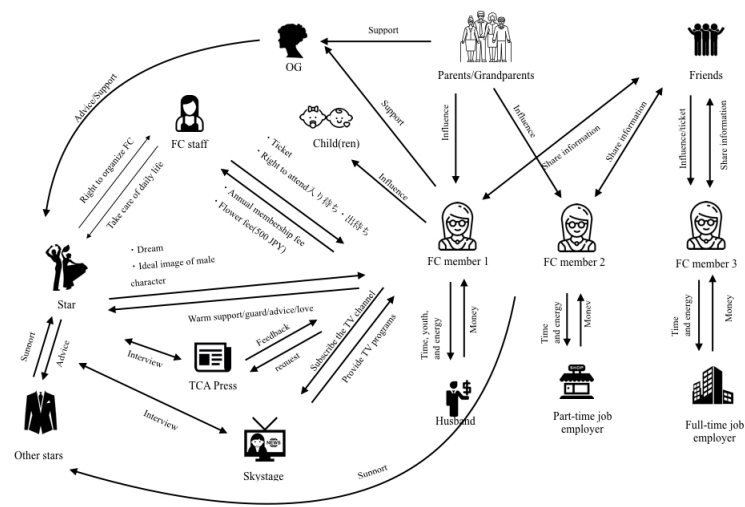 Support
OG
Parents/Grandparents
Friends
Advice/Support
Support
FC staff
Child(ren)
Influence
Influence
Share information
Share information
Influence/ticket
Share information
Right to organize FC
Take care of daily life
・Ticket
・Right to attend入り待ち・出待ち
・Annual membership fee
・Flower fee(500 JPY)
Influence
FC member 1
FC member 2
FC member 3
Star
・Dream
・Ideal image of male
character
Warm support/guard/advice/love
Support
Advice
Interview
TCA Press
Feedback
request
Subscribe the TV channel
Provide TV programs
Time, youth,
and energy
Money
Time
and energy
Money
Time
and energy
Money
Other stars
Interview
NEWS
Skystage
Husband
SHOP
Part-time job
employer
Full-time job
employer
Support